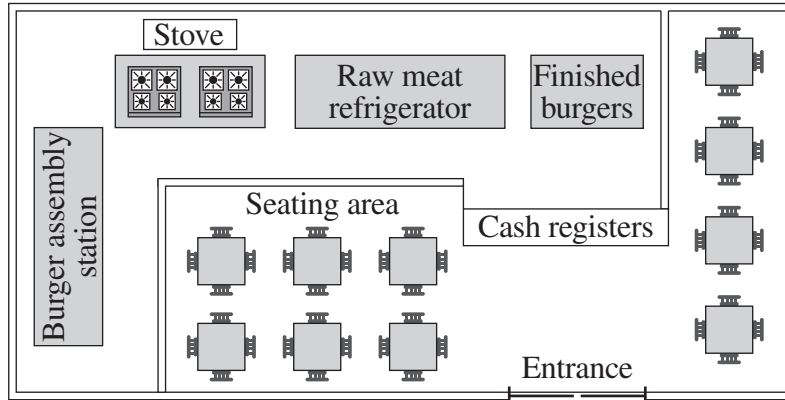 Stove
Raw meat
refrigerator
Finished
burgers
Burger assembly
station
Seating area
Cash registers
Entrance